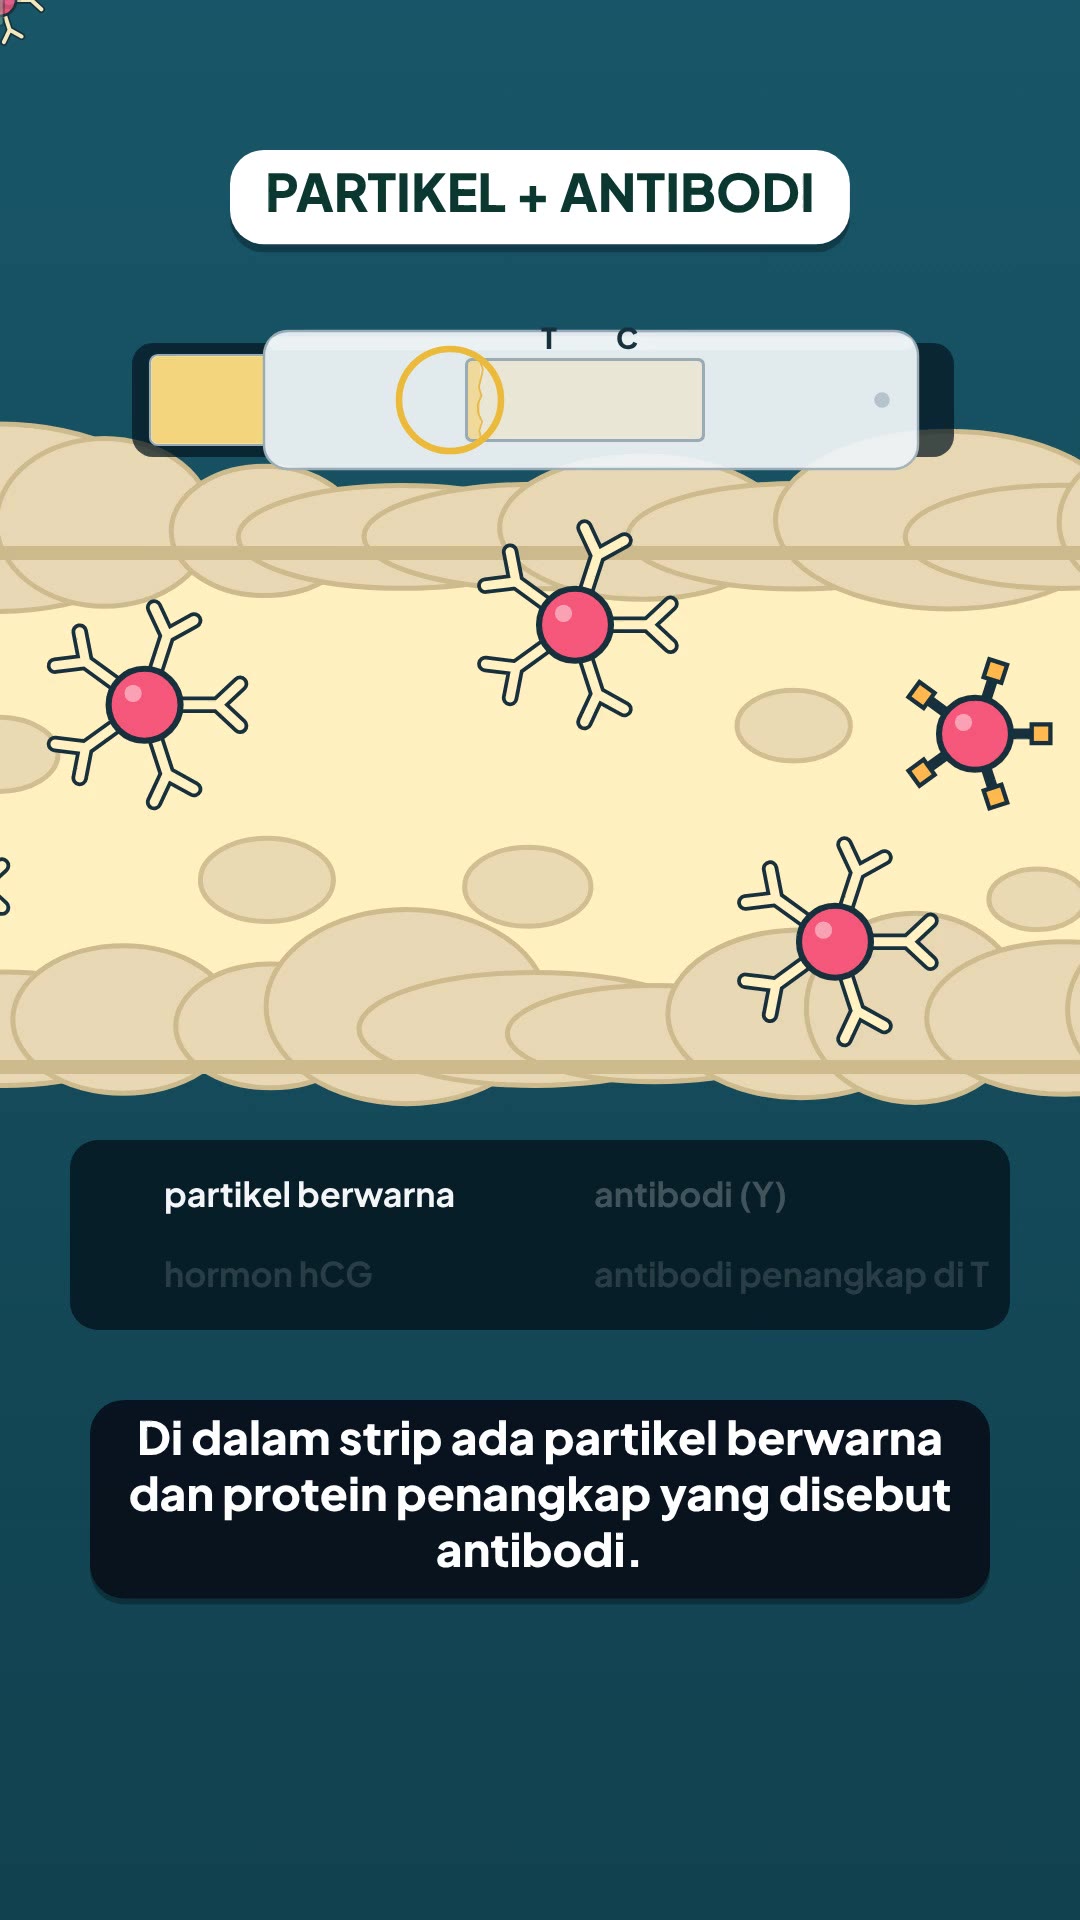 PARTIKEL + ANTIBODI
T C
partikel berwarna
antibodi (Y)
hormon hCG
antibodi penangkap di T
Di dalam strip ada partikel berwarna
dan protein penangkap yang disebut
antibodi.